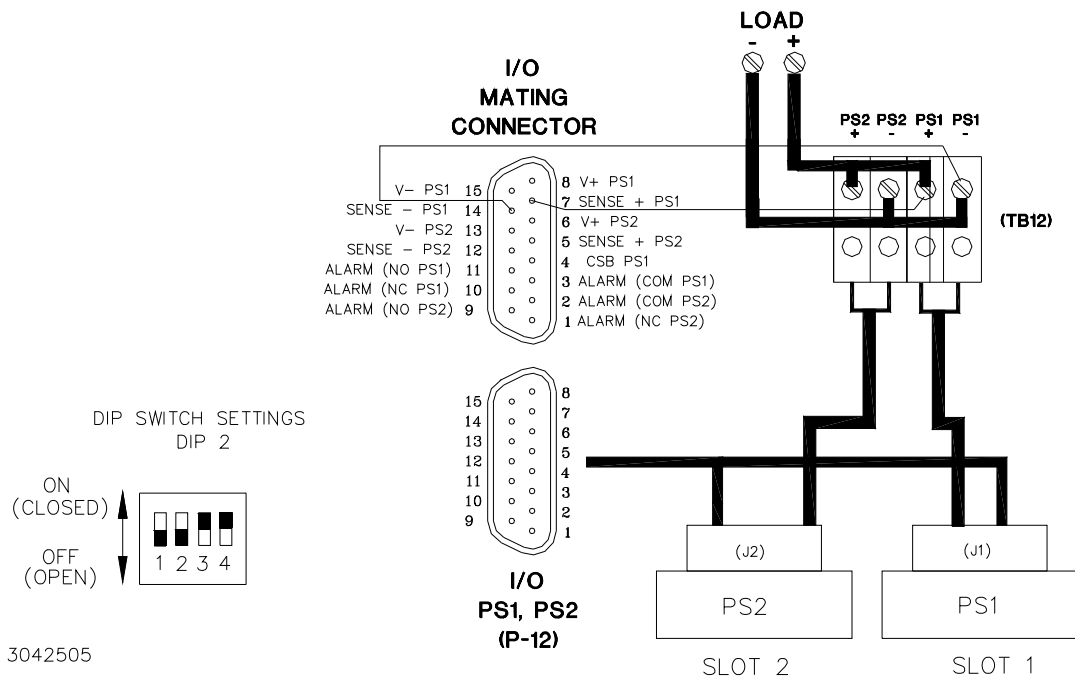 LOAD
- +
I/O
MATING
CONNECTOR
PS2 PS2 PS1 PS1
+ - + -
(TB12)
V- PS1 15
SENSE - PS1 14
V- PS2 13
SENSE - PS2 12
ALARM (NO PS1) 11
ALARM (NC PS1) 10
ALARM (NO PS2) 9
8 V+ PS1
7 SENSE + PS1
6 V+ PS2
5 SENSE + PS2
4 CSB PS1
3 ALARM (COM PS1)
2 ALARM (COM PS2)
1 ALARM (NC PS2)
15
14
13
12
11
10
9
8
7
6
5
4
3
2
1
I/O
PS1, PS2
(P-12)
DIP SWITCH SETTINGS
DIP 2
ON
(CLOSED)
OFF
(OPEN)
1 2 3 4
(J2)
PS2
SLOT 2
(J1)
PS1
SLOT 1
3042505